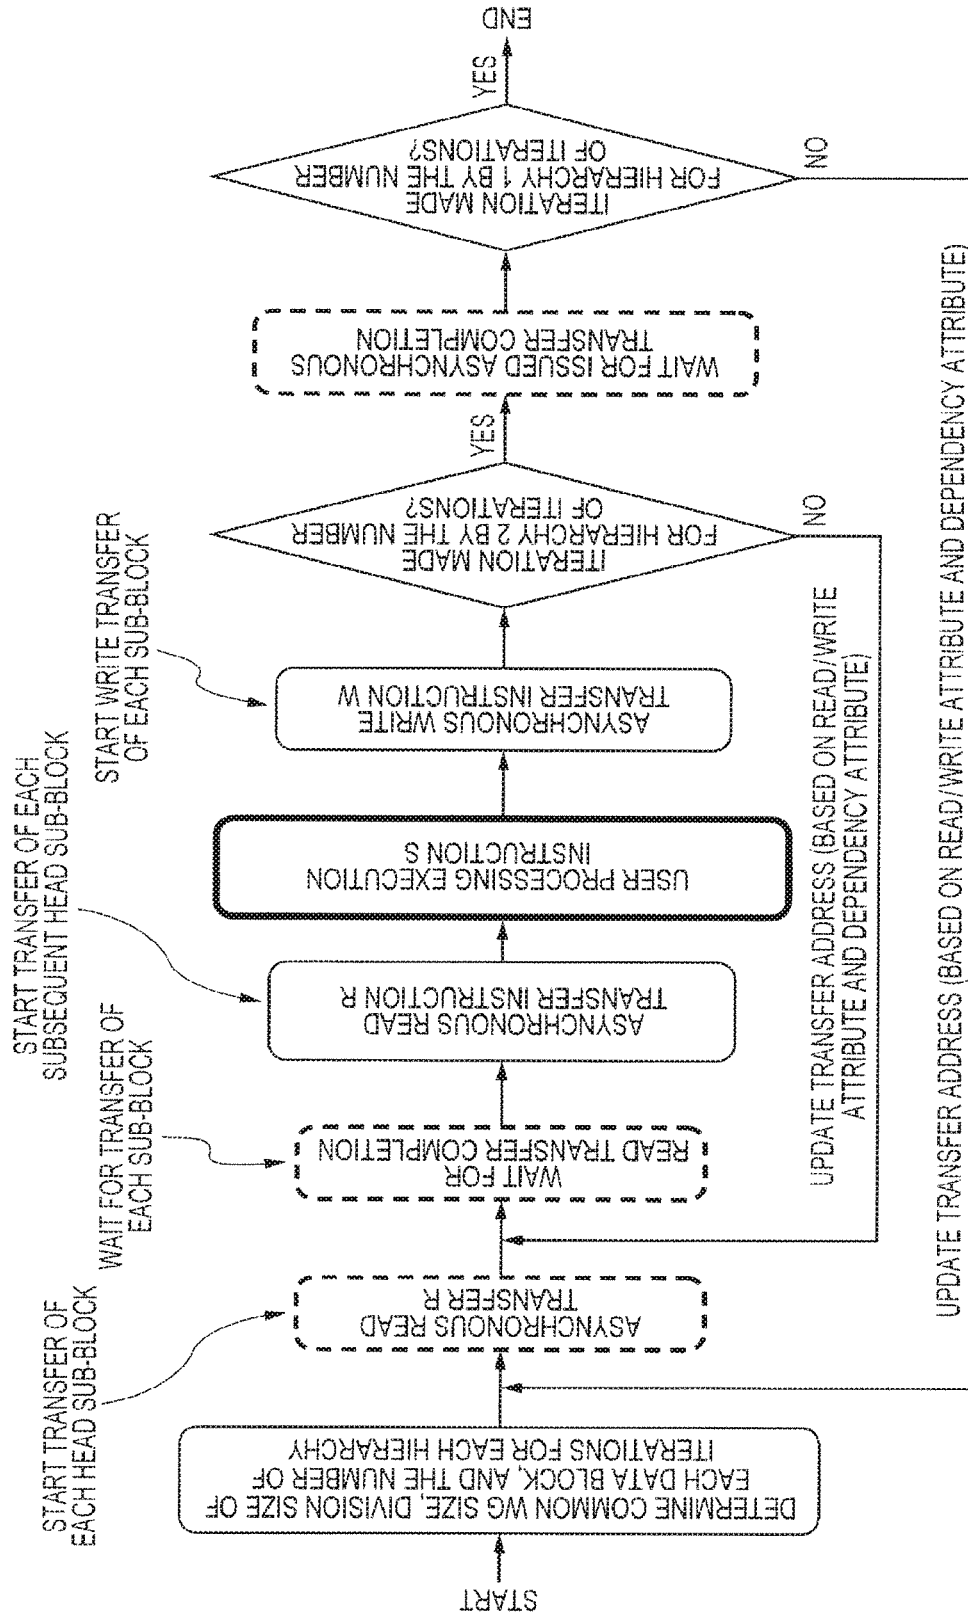 START
DETERMINE COMMON WG SIZE, DIVISION SIZE OF
EACH DATA BLOCK, AND THE NUMBER OF
ITERATIONS FOR EACH HIERARCHY
START TRANSFER OF
EACH HEAD SUB-BLOCK
ASYNCHRONOUS READ
TRANSFER R
WAIT FOR TRANSFER OF
EACH SUB-BLOCK
WAIT FOR
READ TRANSFER COMPLETION
START TRANSFER OF EACH
SUBSEQUENT HEAD SUB-BLOCK
ASYNCHRONOUS READ
TRANSFER INSTRUCTION R
USER PROCESSING EXECUTION
INSTRUCTION S
START WRITE TRANSFER
OF EACH SUB-BLOCK
ASYNCHRONOUS WRITE
TRANSFER INSTRUCTION W
ITERATION MADE
FOR HIERARCHY 2 BY THE NUMBER
OF ITERATIONS?
YES
NO
UPDATE TRANSFER ADDRESS (BASED ON READ/WRITE
ATTRIBUTE AND DEPENDENCY ATTRIBUTE)
WAIT FOR ISSUED ASYNCHRONOUS
TRANSFER COMPLETION
ITERATION MADE
FOR HIERARCHY 1 BY THE NUMBER
OF ITERATIONS?
YES
NO
UPDATE TRANSFER ADDRESS (BASED ON READ/WRITE ATTRIBUTE AND DEPENDENCY ATTRIBUTE)
END